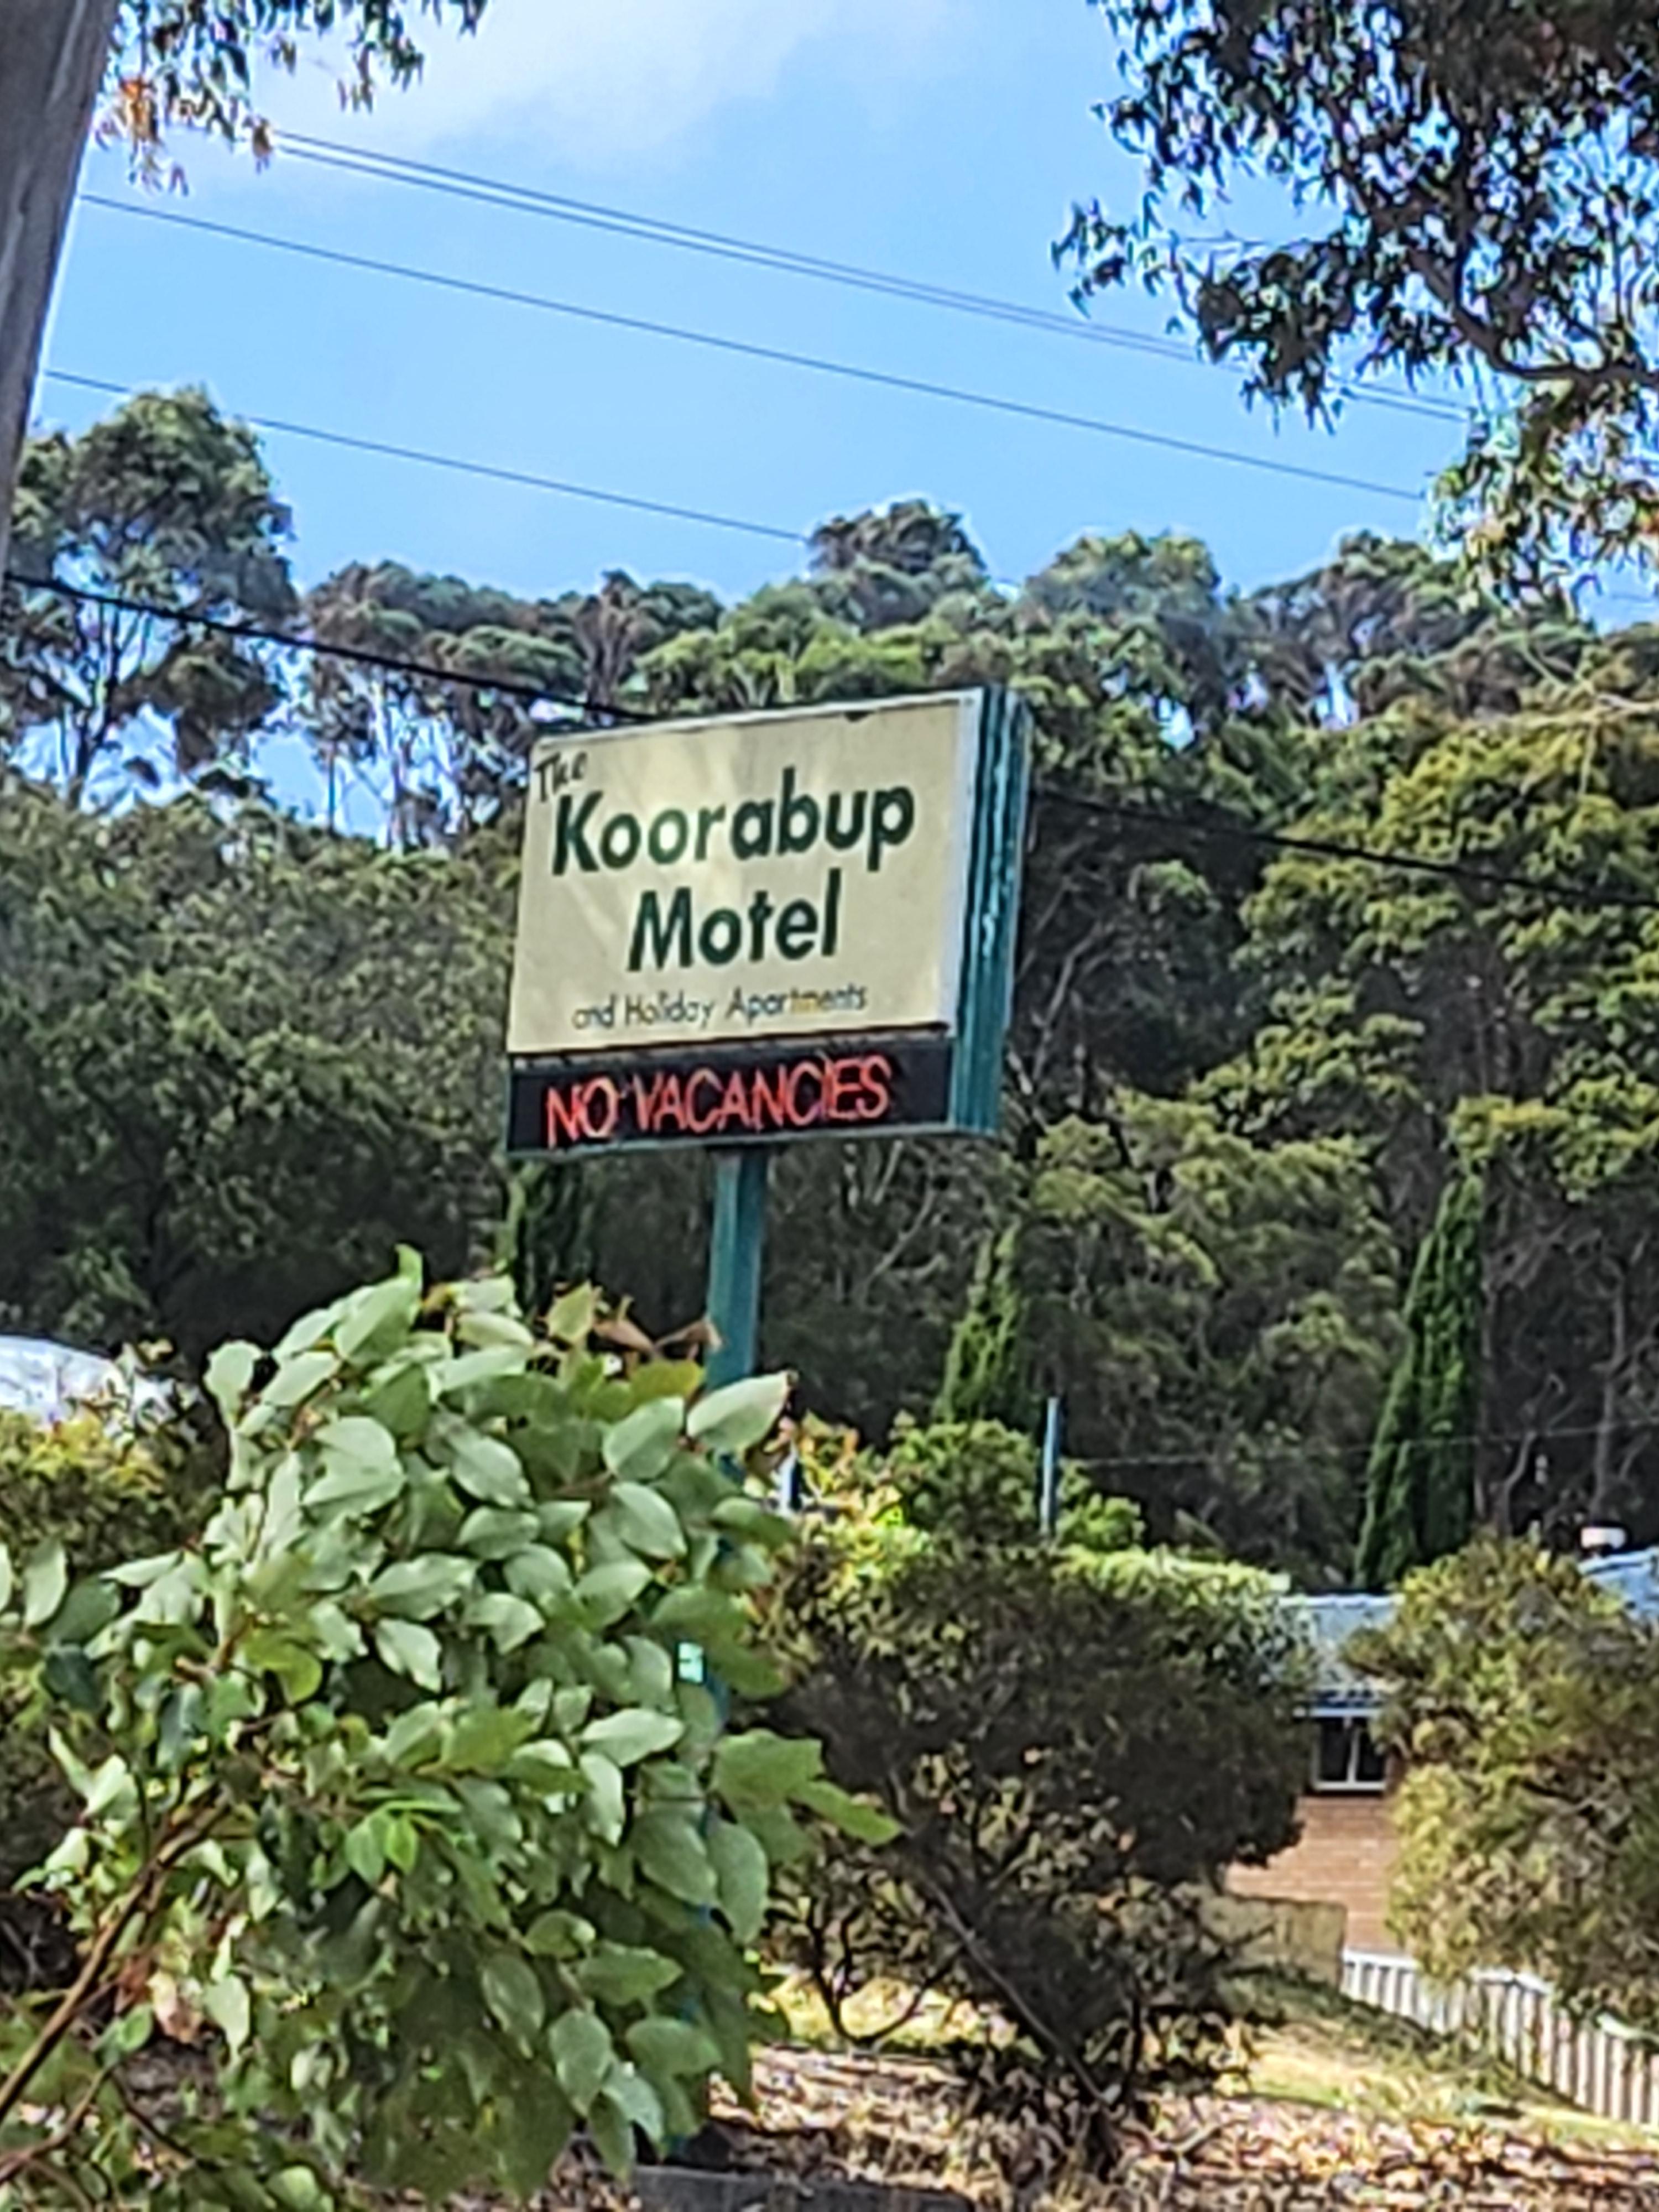 The
Koorabup
Motel
and Holiday Apartments
NO VACANCIES